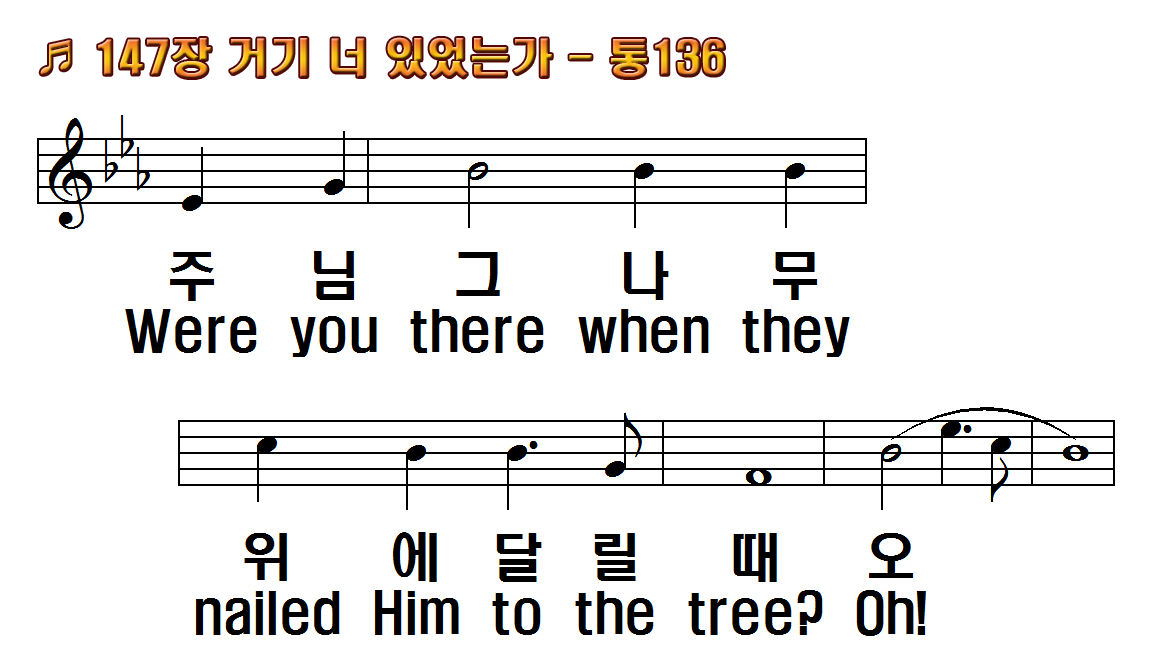 ♬ 147장 거기 너 있었는가 - 통136
주 님 그 나 무
Were you there when they
위 에 달 릴 때 오
nailed Him to the tree? Oh!